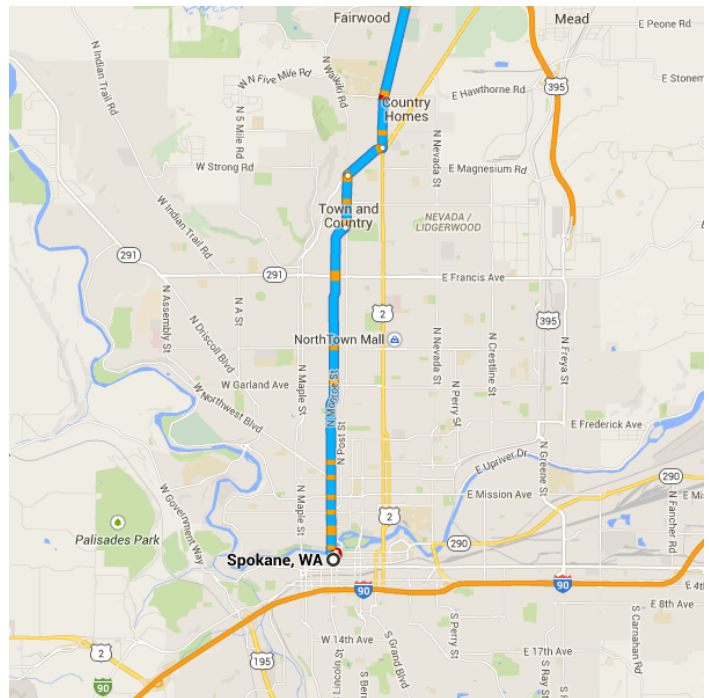 Fairwood
Mead
E Peone Rd
N Indian Trail Rd
N Five Mile Rd
N Waikiki Rd
395
E Stonem
Country
Homes
E Hawthorne Rd
N 5 Mile Rd
N Nevada St
W Strong Rd
E Magnesium Rd
Town and
Country
NEVADA /
LIDGERWOOD
W Indian Trail Rd
291
291
E Francis Ave
N Assembly St
N A St
2
395
N Driscoll Blvd
NorthTown Mall
N Nevada St
N Crestline St
N Freya St
N Maple St
W Garland Ave
N Monroe St
N Perry St
W Northwest Blvd
N Post St
E Frederick Ave
E Upriver Dr
N Greene St
290
W Government Way
N Maple St
E Mission Ave
E Mi
2
N Fancher Rd
Palisades Park
290
Spokane, WA
90
90
E 4th
E 8th Ave
W 14th Ave
S Perry St
S Grand Blvd
E 17th Ave
S Ray St
S Carnahan Rd
2
195
S Lincoln St
S Ber
S Fre
90